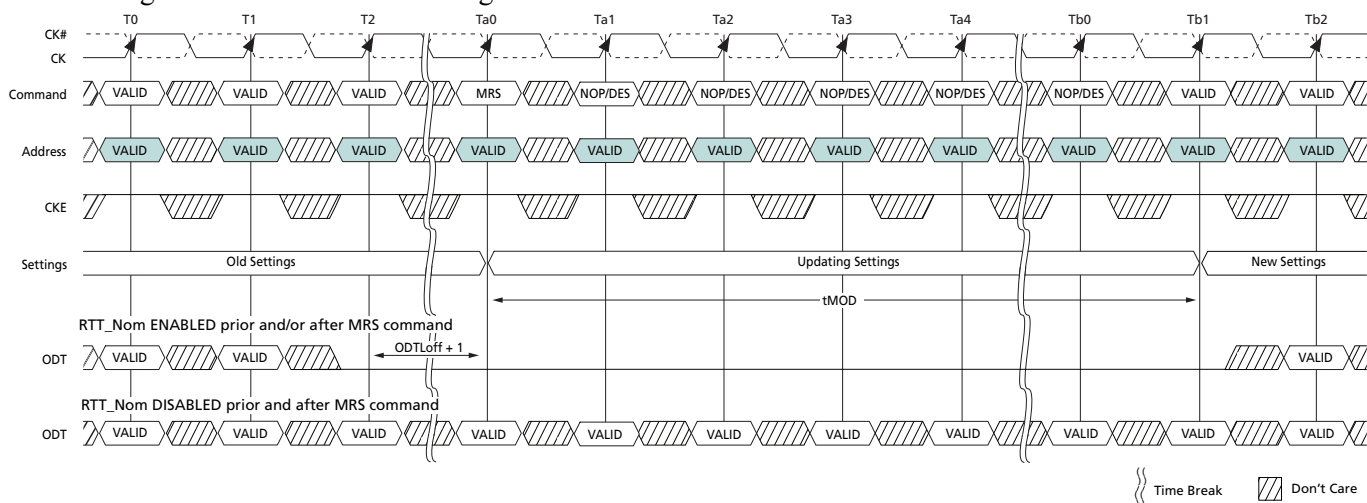 T0 T1 T2 Ta0 Ta1 Ta2 Ta3 Ta4 Tb0 Tb1 Tb2
CK#
CK
Command VALID VALID VALID MRS NOP/DES NOP/DES NOP/DES NOP/DES NOP/DES VALID VALID
Address VALID VALID VALID VALID VALID VALID VALID VALID VALID VALID VALID
CKE
Settings Old Settings Updating Settings New Settings
tMOD
RTT_Nom ENABLED prior and/or after MRS command
ODTLoff + 1
ODT VALID VALID VALID
RTT_Nom DISABLED prior and after MRS command
ODT VALID VALID VALID VALID VALID VALID VALID VALID VALID VALID VALID
Time Break Don't Care